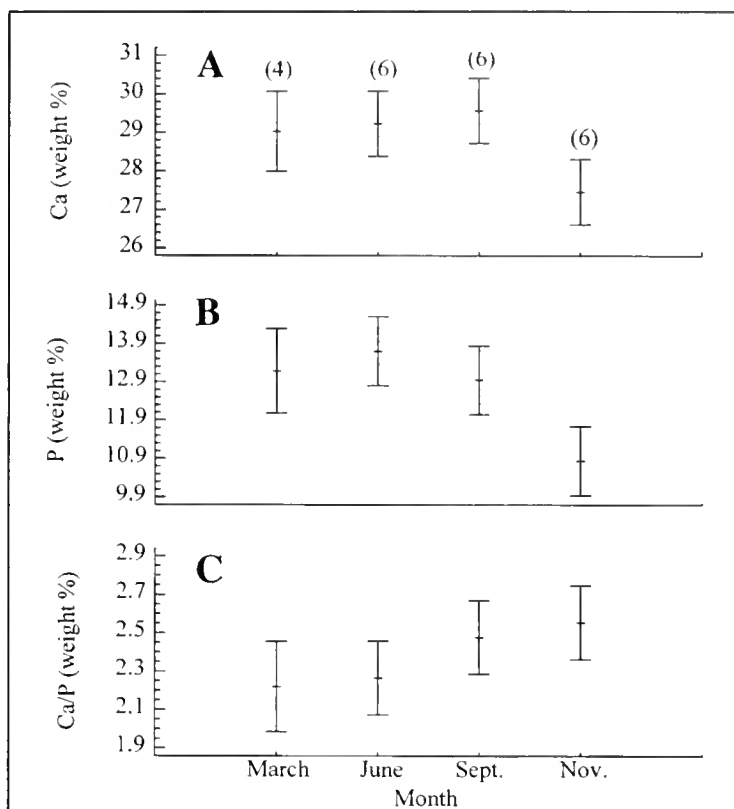 A
Ca (weight %)
31
30
29
28
27
26
(4)
(6)
(6)
(6)
B
P (weight %)
14.9
13.9
12.9
11.9
10.9
9.9
C
Ca/P (weight %)
2.9
2.7
2.5
2.3
2.1
1.9
March June Sept. Nov.
Month